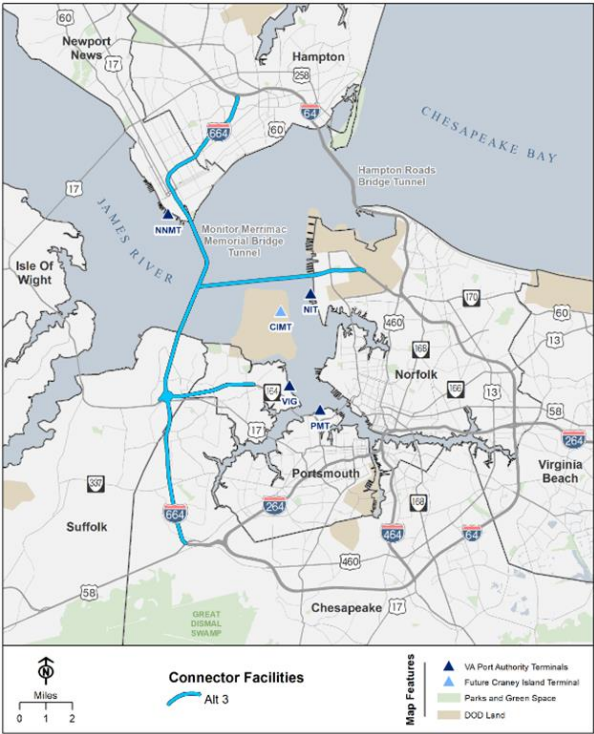 60
Newport
News
17
Hampton
258
64
664
60
CHESAPEAKE BAY
Hampton Roads
Bridge Tunnel
17
JAMES RIVER
NNMT
Monitor Merrimac
Memorial Bridge
Tunnel
Isle Of
Wight
NIT
CIMT
170
460
60
13
165
Norfolk
166
13
164
VIG
58
17
PMT
264
Virginia
Beach
Portsmouth
337
264
168
664
Suffolk
464
64
460
58
Chesapeake
17
GREAT
DISMAL
SWAMP
N
Miles
0 1 2
Connector Facilities
Alt 3
Map Features
VA Port Authority Terminals
Future Craney Island Terminal
Parks and Green Space
DOD Land